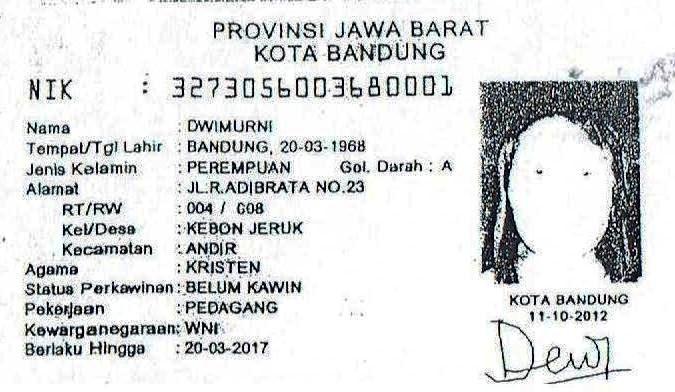 PROVINSI JAWA BARAT
KOTA BANDUNG
NIK : 3273056003680001
Nama : DWIMURNI
Tempat/Tgl Lahir : BANDUNG, 20-03-1968
Jenis Kelamin : PEREMPUAN Gol. Darah : A
Alamat : JL.R.ADIBRATA NO.23
RT/RW : 004 / 008
Kel/Desa : KEBON JERUK
Kecamatan : ANDIR
Agama : KRISTEN
Status Perkawinan: BELUM KAWIN
Pekerjaan : PEDAGANG
Kewarganegaraan: WNI
Berlaku Hingga : 20-03-2017
KOTA BANDUNG
11-10-2012
Dewi